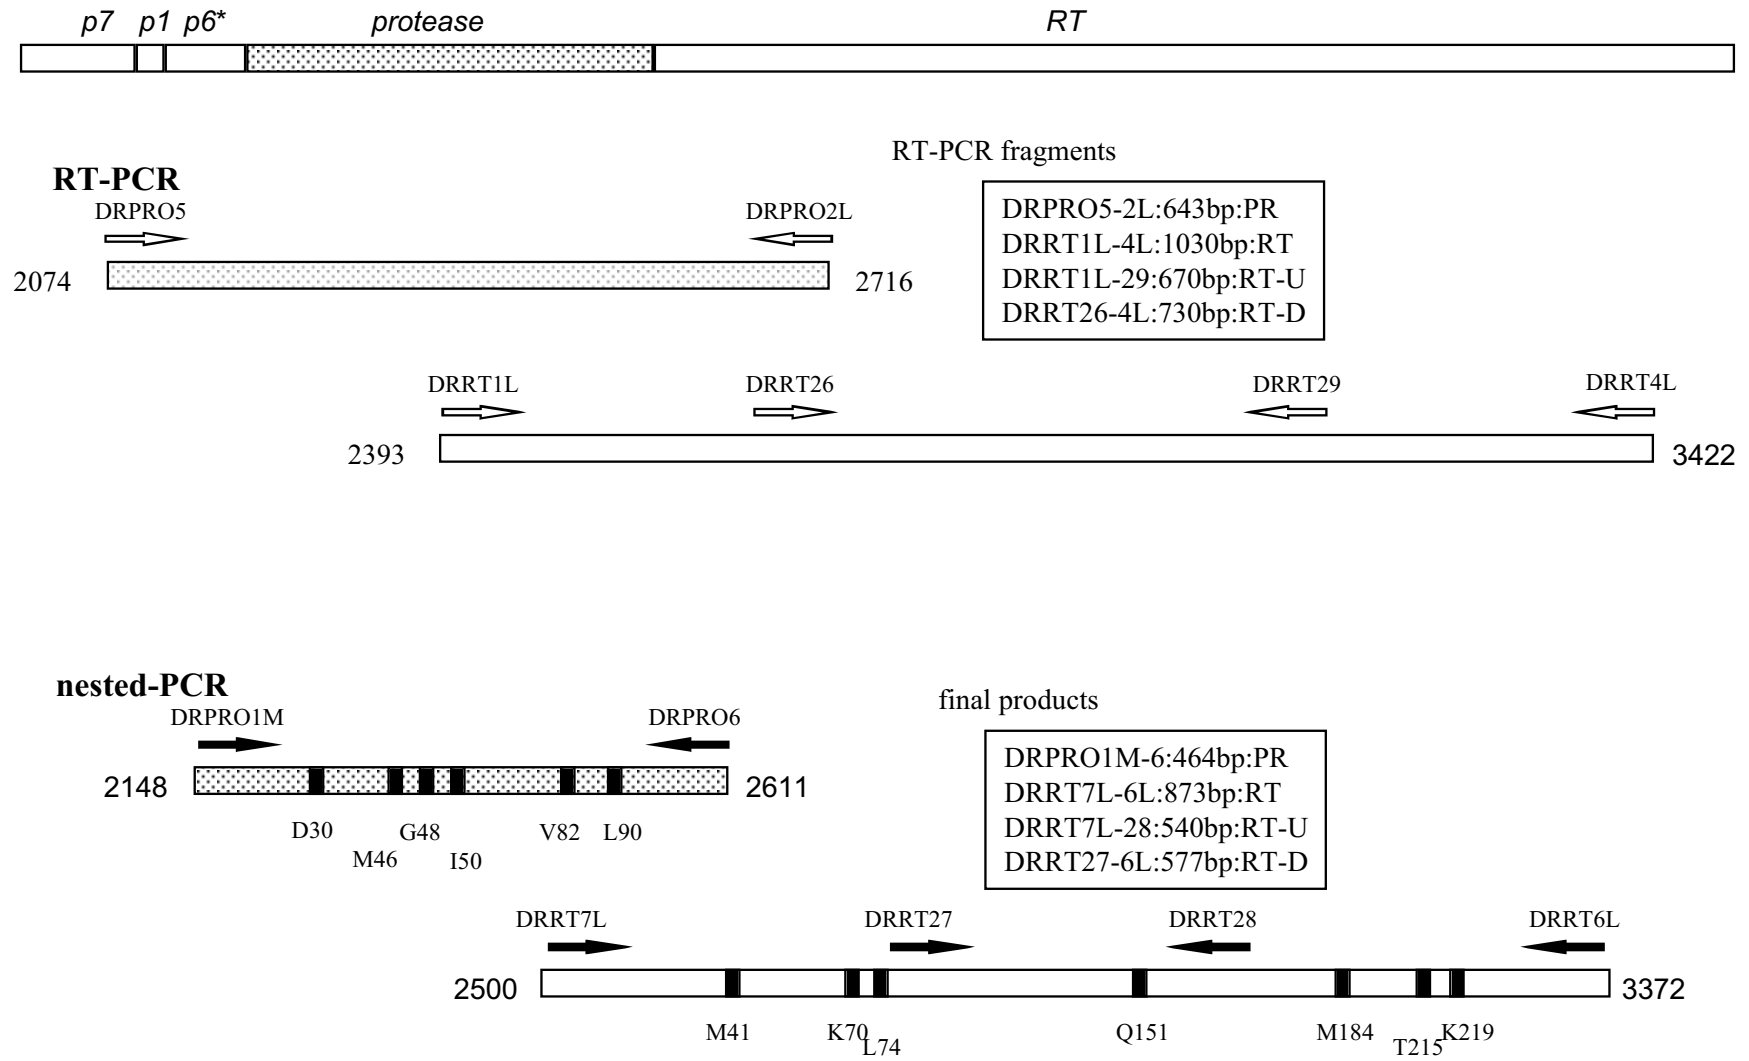 p7 p1 p6* protease RT
RT-PCR fragments
RT-PCR
DRPRO5 DRPRO2L
2074 2716
DRPRO5-2L:643bp:PR
DRRT1L-4L:1030bp:RT
DRRT1L-29:670bp:RT-U
DRRT26-4L:730bp:RT-D
DRRT1L DRRT26 DRRT29 DRRT4L
2393 3422
nested-PCR
final products
DRPRO1M DRPRO6
2148 2611
D30 M46 G48 I50 V82 L90
DRPRO1M-6:464bp:PR
DRRT7L-6L:873bp:RT
DRRT7L-28:540bp:RT-U
DRRT27-6L:577bp:RT-D
DRRT7L DRRT27 DRRT28 DRRT6L
2500 3372
M41 K70 L74 Q151 M184 T215 K219